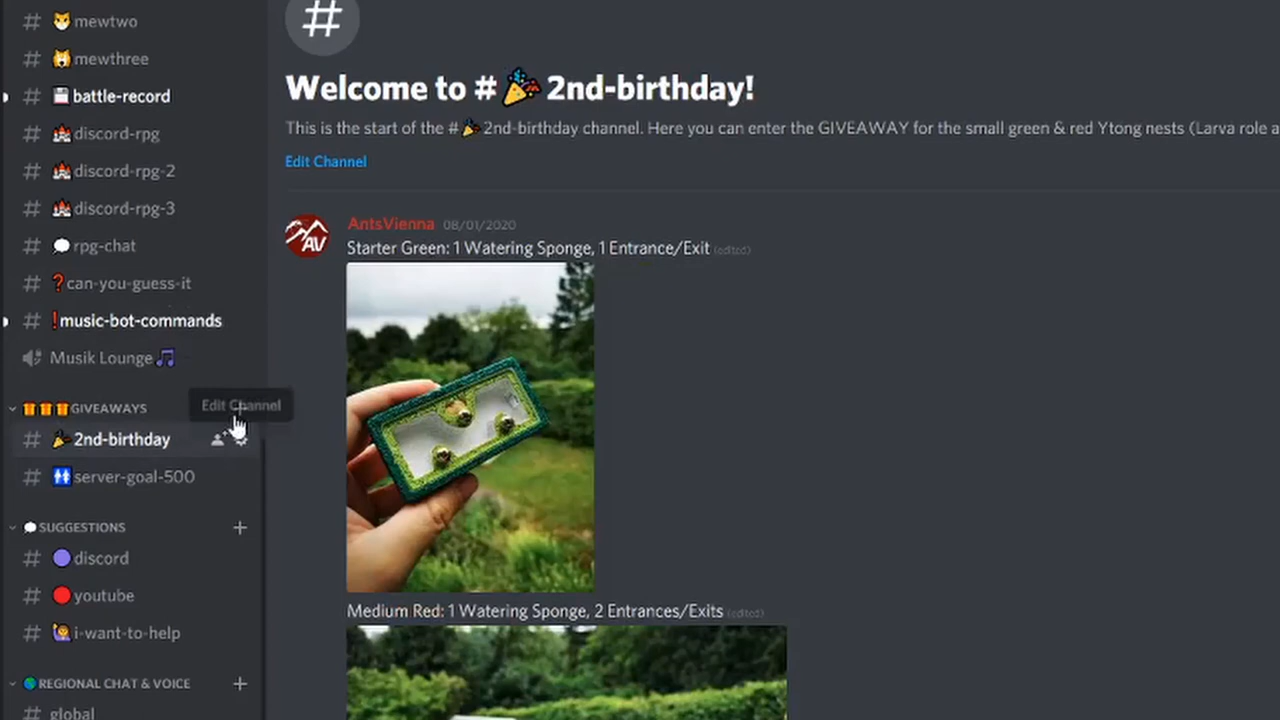 mewtwo
mewthree
battle-record
discord-rpg
discord-rpg-2
discord-rpg-3
rpg-chat
can-you-guess-it
music-bot-commands
Musik Lounge
GIVEAWAYS
Edit Channel
2nd-birthday
server-goal-500
SUGGESTIONS
discord
youtube
i-want-to-help
REGIONAL CHAT & VOICE
global
#
Welcome to # 2nd-birthday!
This is the start of the # 2nd-birthday channel. Here you can enter the GIVEAWAY for the small green & red Ytong nests (Larva role a
Edit Channel
AV
AntsVienna 08/01/2020
Starter Green: 1 Watering Sponge, 1 Entrance/Exit (edited)
Medium Red: 1 Watering Sponge, 2 Entrances/Exits (edited)